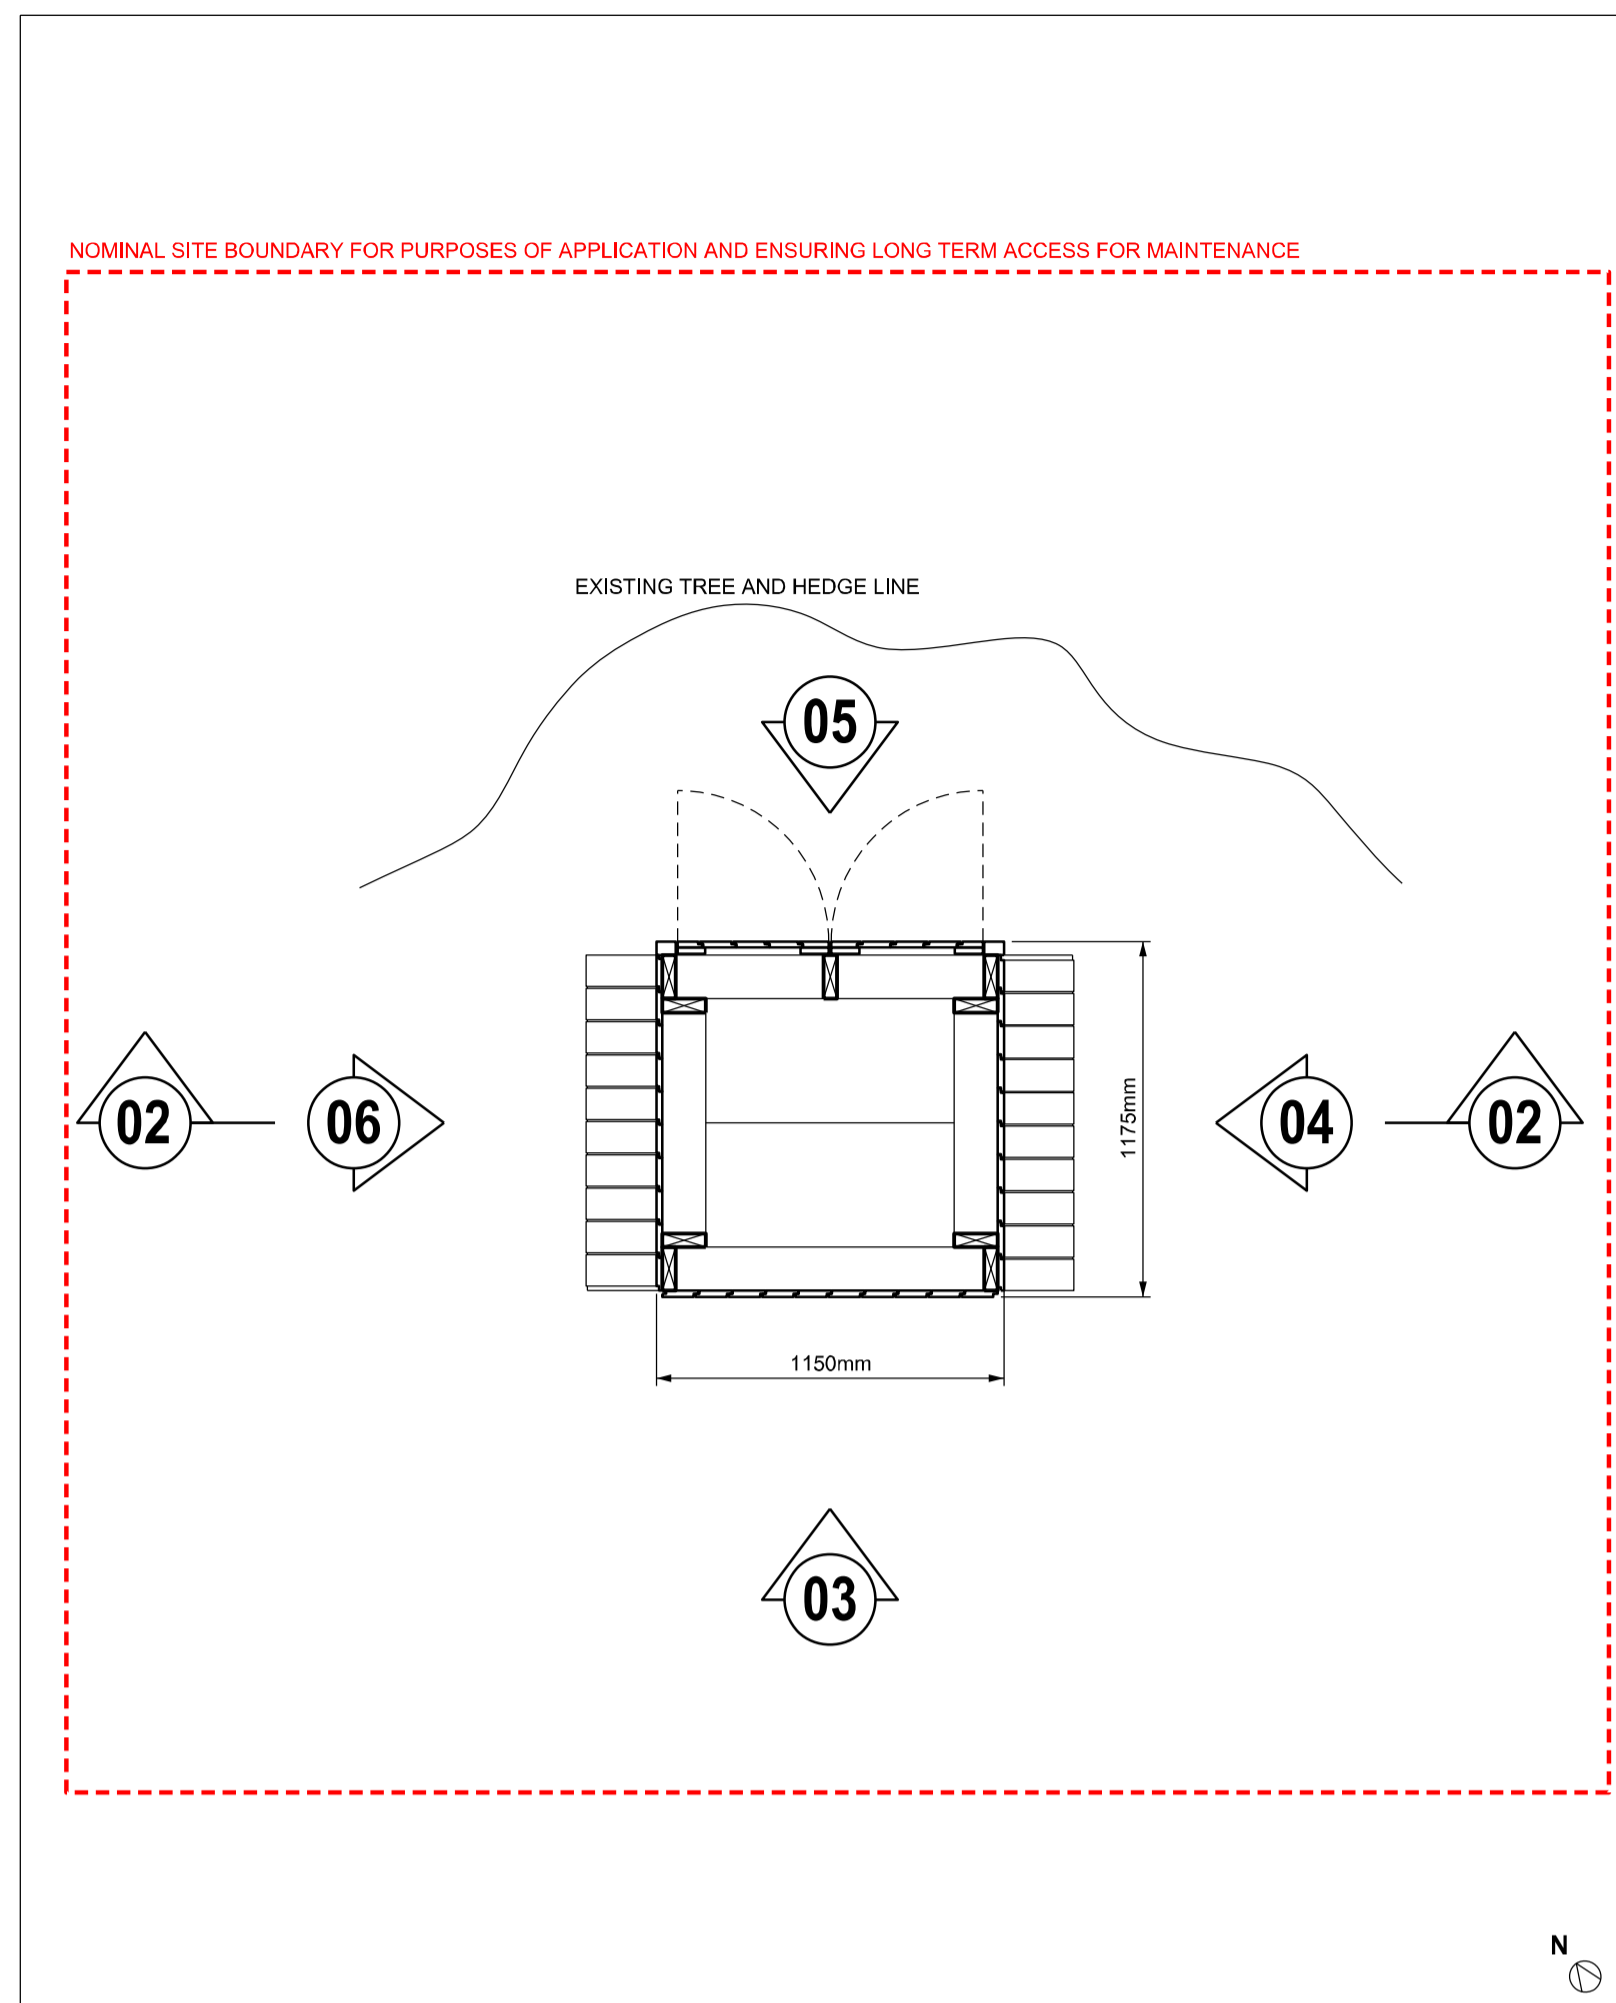 NOMINAL SITE BOUNDARY FOR PURPOSES OF APPLICATION AND ENSURING LONG TERM ACCESS FOR MAINTENANCE
EXISTING TREE AND HEDGE LINE
05
02
06
1175mm
04
02
1150mm
03
N